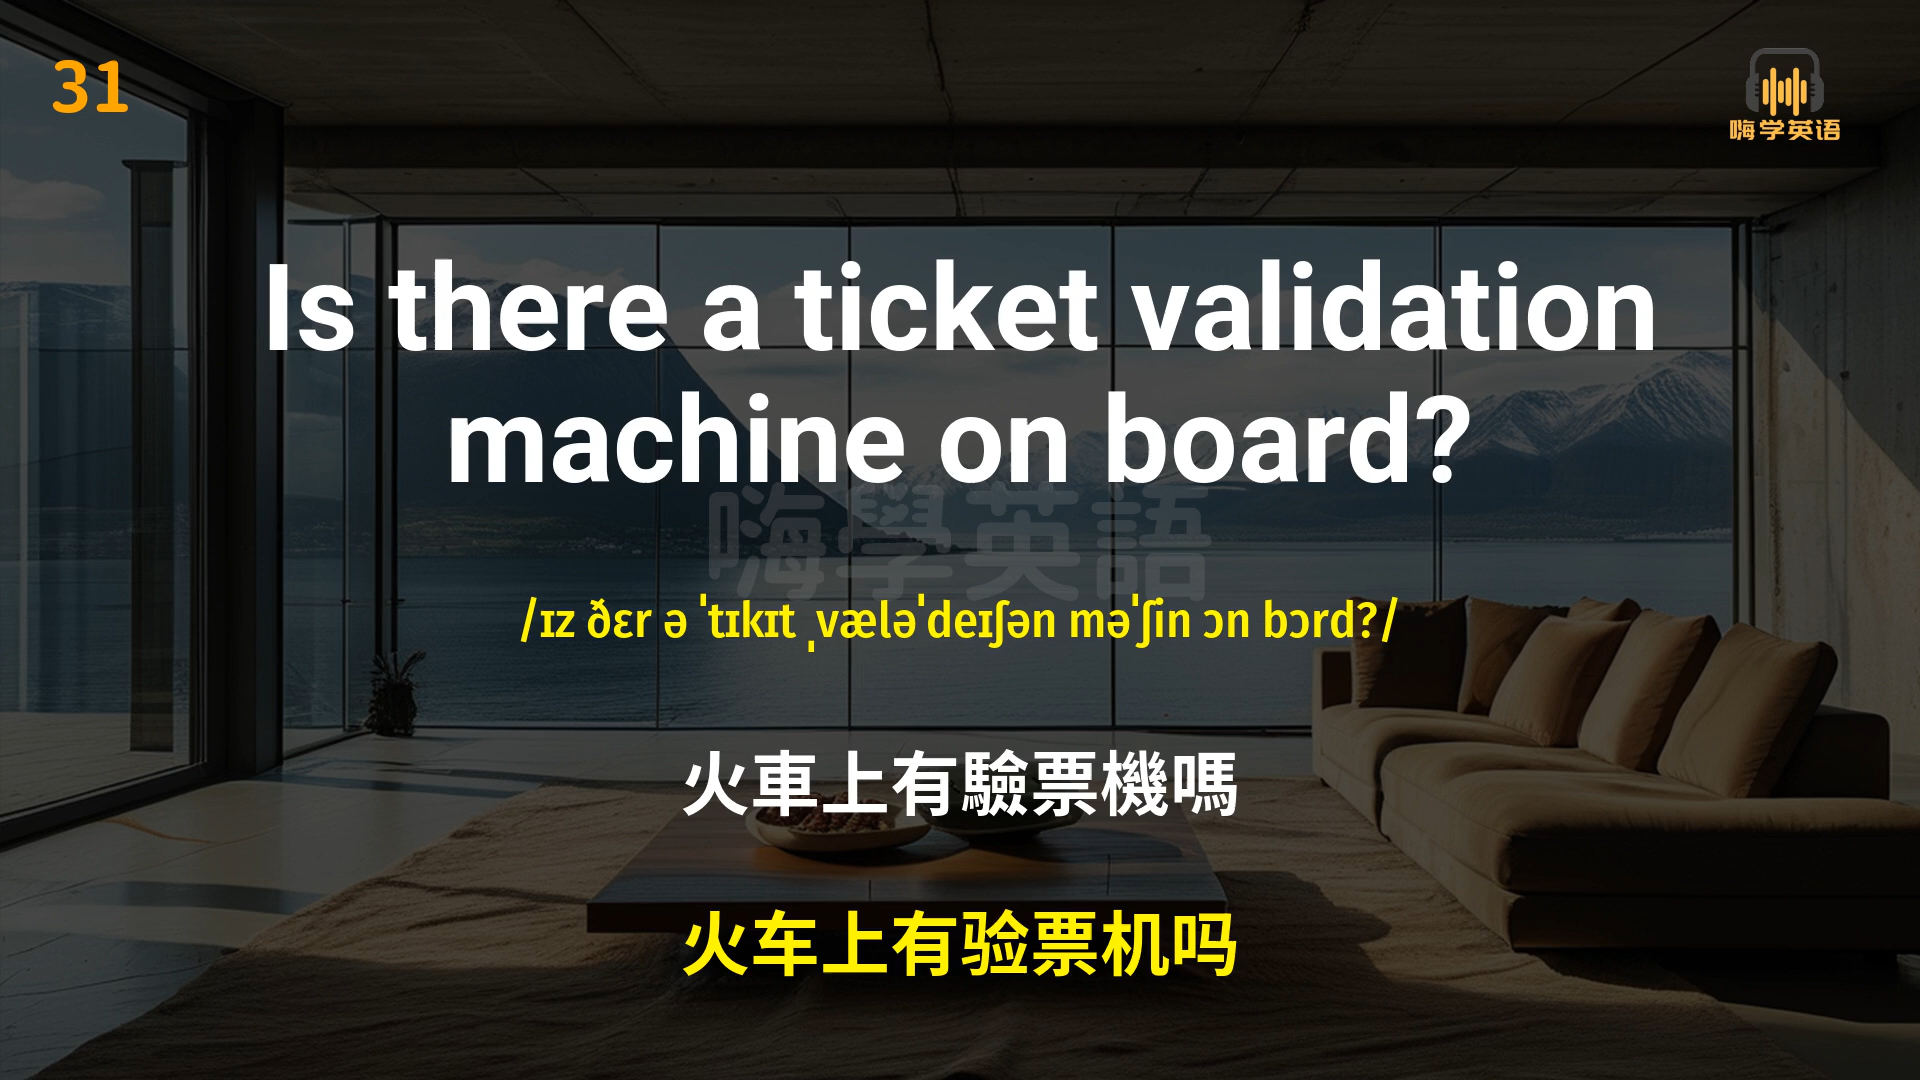 31
嗨学英语
Is there a ticket validation
machine on board?
嗨學英語
/ɪz ðɛr ə ˈtɪkɪt ˌvæləˈdeɪʃən məˈʃin ɔn bɔrd?/
火車上有驗票機嗎
火车上有验票机吗